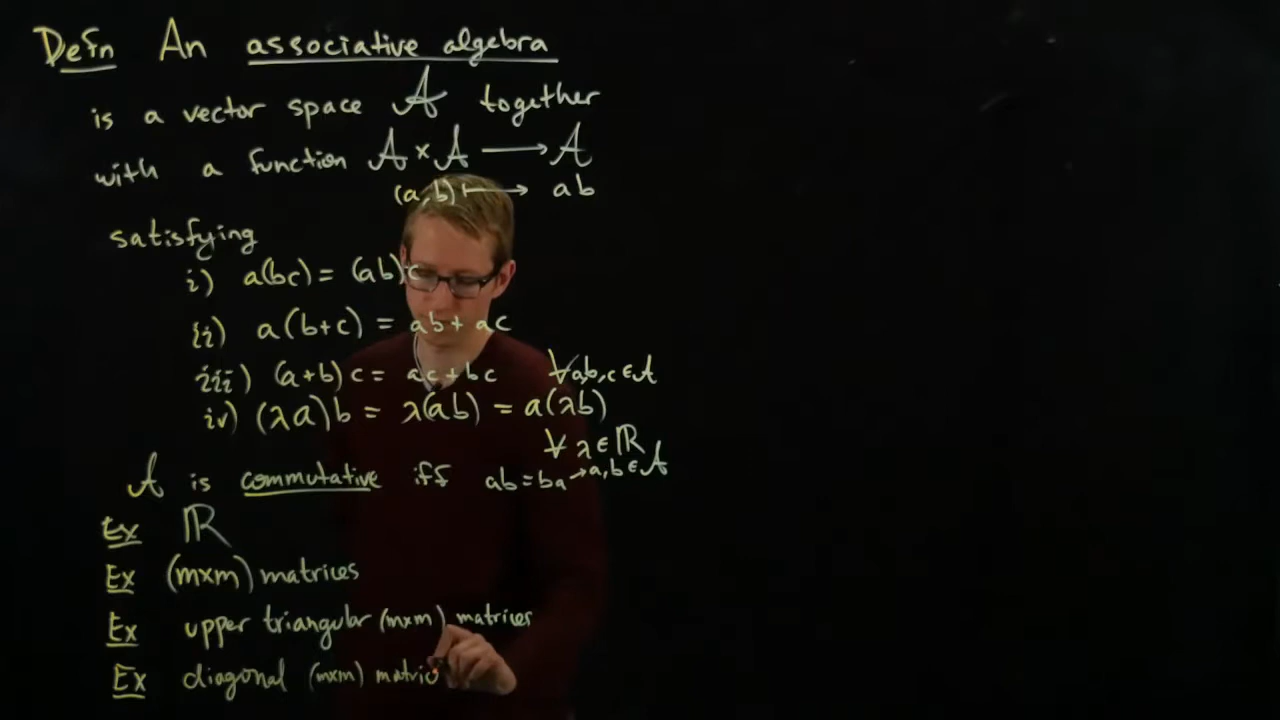 Defn An associative algebra
is a vector space A together
with a function A × A ⟶ A
(a,b) ⟼ ab
satisfying
i) a(bc) = (ab)c
ii) a(b+c) = ab + ac
iii) (a+b)c = ac + bc ∀a,b,c ∈ A
iv) (λa)b = λ(ab) = a(λb)
∀ λ ∈ ℝ
A is commutative iff ab = ba → a,b ∈ A
Ex ℝ
Ex (m×m) matrices
Ex upper triangular (m×m) matrices
Ex diagonal (m×m) matric